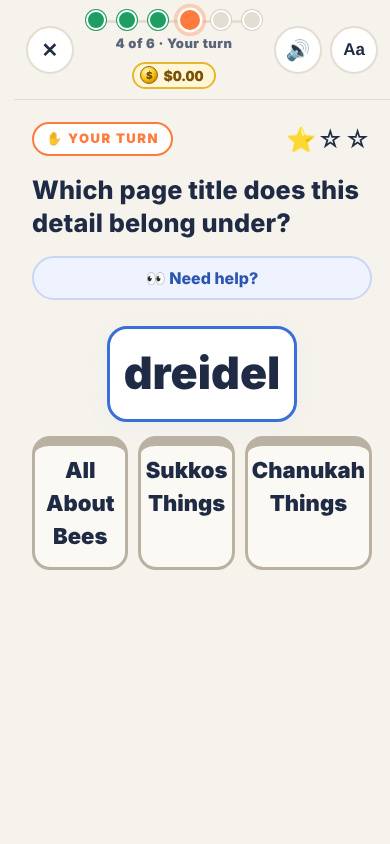 4 of 6 · Your turn
$0.00
Aa
YOUR TURN
Which page title does this
detail belong under?
Need help?
dreidel
All
About
Bees
Sukkos
Things
Chanukah
Things